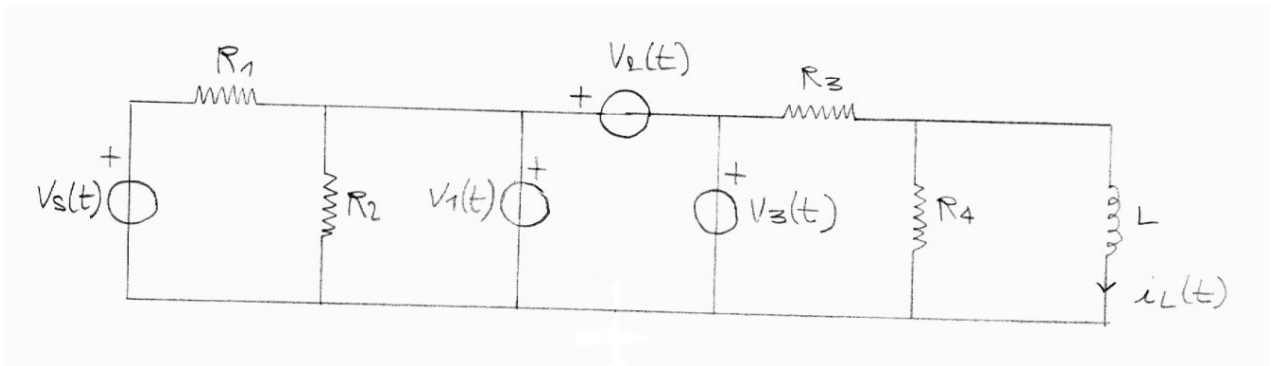 R1
+
V2(t)
R3
+
Vs(t)
R2
V1(t)
+
+
V3(t)
R4
L
iL(t)